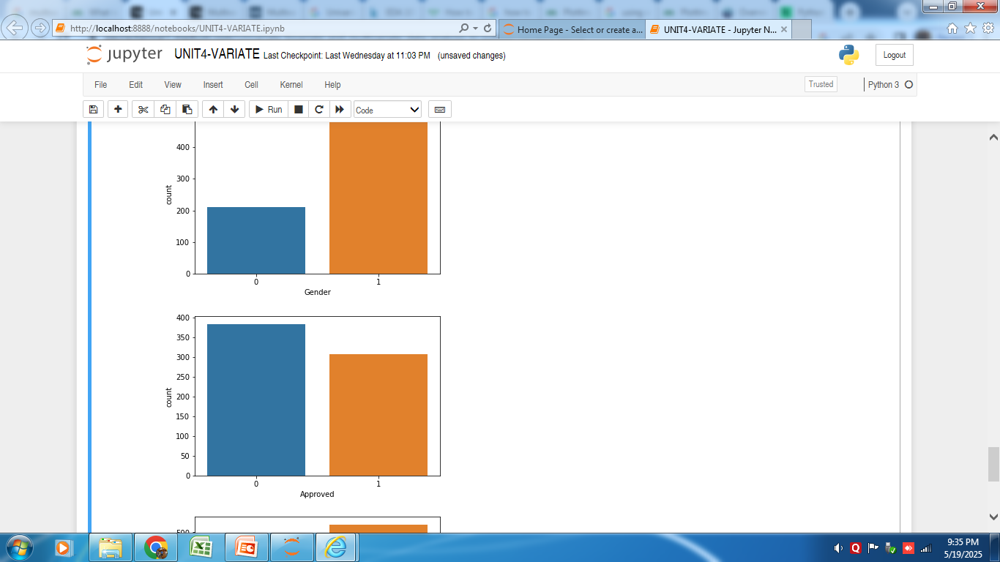 http://localhost:8888/notebooks/UNIT4-VARIATE.ipynb
Home Page - Select or create a...
UNIT4-VARIATE - Jupyter N...
jupyter UNIT4-VARIATE Last Checkpoint: Last Wednesday at 11:03 PM (unsaved changes)
Logout
File Edit View Insert Cell Kernel Help
Trusted
Python 3
Run
Code
400
300
200
100
0
count
0 1
Gender
400
350
300
250
200
150
100
50
0
count
0 1
Approved
500
9:35 PM
5/19/2025